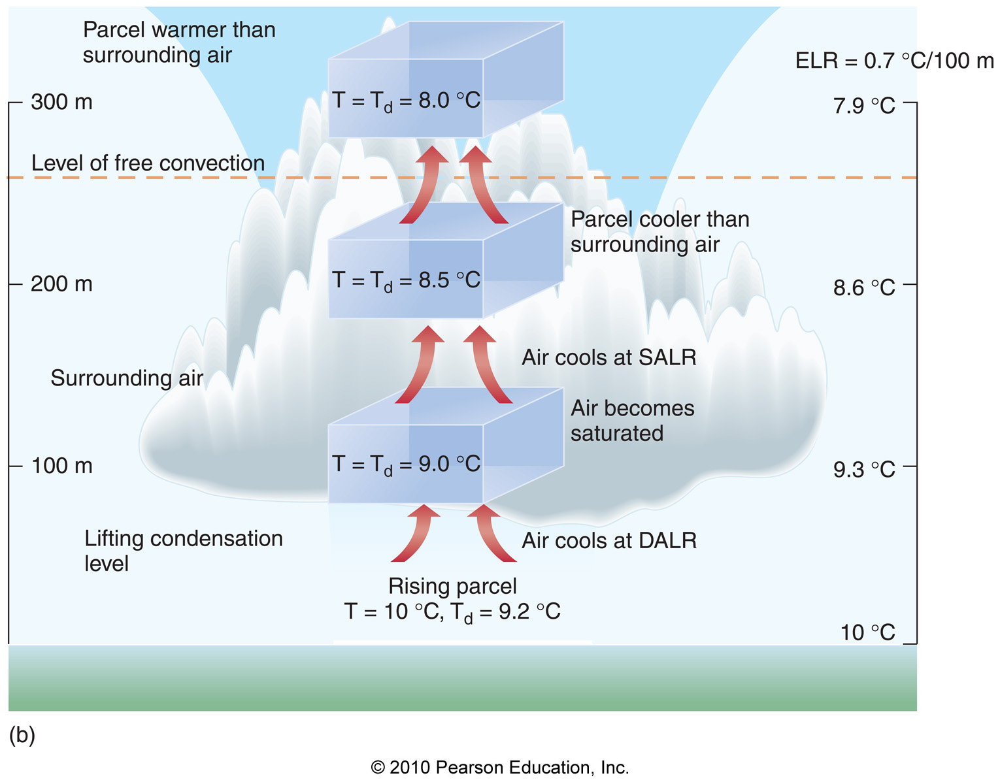 Parcel warmer than
surrounding air
ELR = 0.7 °C/100 m
300 m
T = Td = 8.0 °C
7.9 °C
Level of free convection
Parcel cooler than
surrounding air
200 m
T = Td = 8.5 °C
8.6 °C
Air cools at SALR
Surrounding air
Air becomes
saturated
100 m
T = Td = 9.0 °C
9.3 °C
Lifting condensation
level
Air cools at DALR
Rising parcel
T = 10 °C, Td = 9.2 °C
10 °C
(b)
© 2010 Pearson Education, Inc.